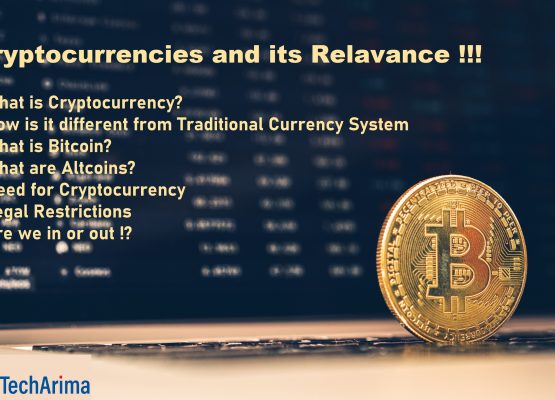 ryptocurrencies and its Relavance !!!
hat is Cryptocurrency?
ow is it different from Traditional Currency System
hat is Bitcoin?
hat are Altcoins?
eed for Cryptocurrency
egal Restrictions
re we in or out !?
TechArima